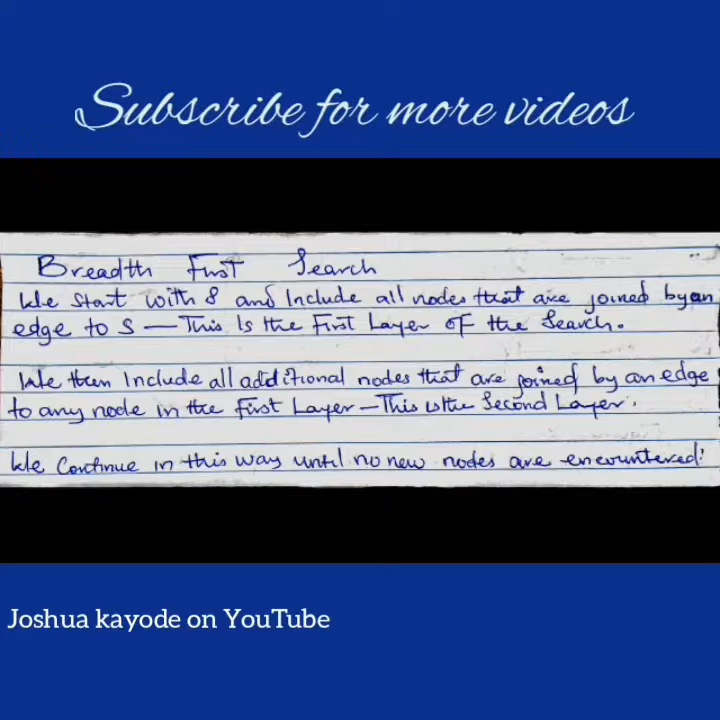 Subscribe for more videos
Breadth First Search
We start with S and Include all nodes that are joined by an
edge to S — This Is the First Layer of the Search.
We then Include all additional nodes that are joined by an edge
to any node in the First Layer — This is the Second Layer.
We Continue in this way until no new nodes are encountered.
Joshua kayode on YouTube